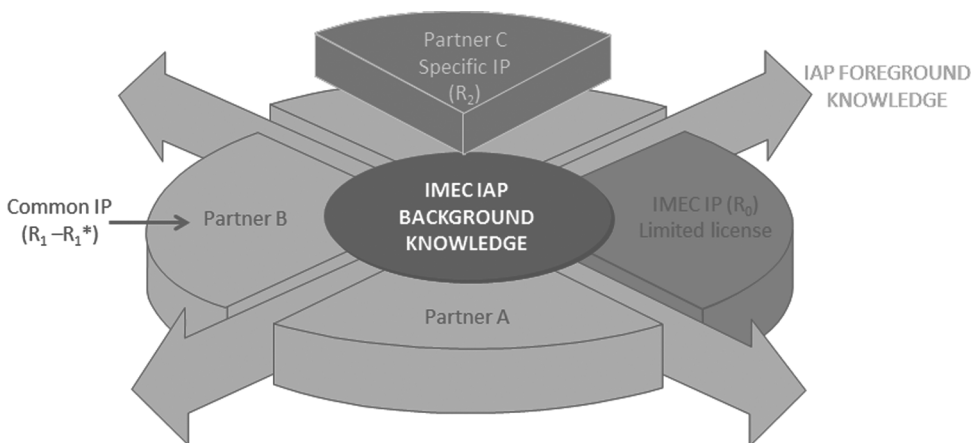 Partner C
Specific IP
(R₂)
IAP FOREGROUND
KNOWLEDGE
Common IP
(R₁ –R₁*)
Partner B
IMEC IAP
BACKGROUND
KNOWLEDGE
IMEC IP (R₀)
Limited license
Partner A